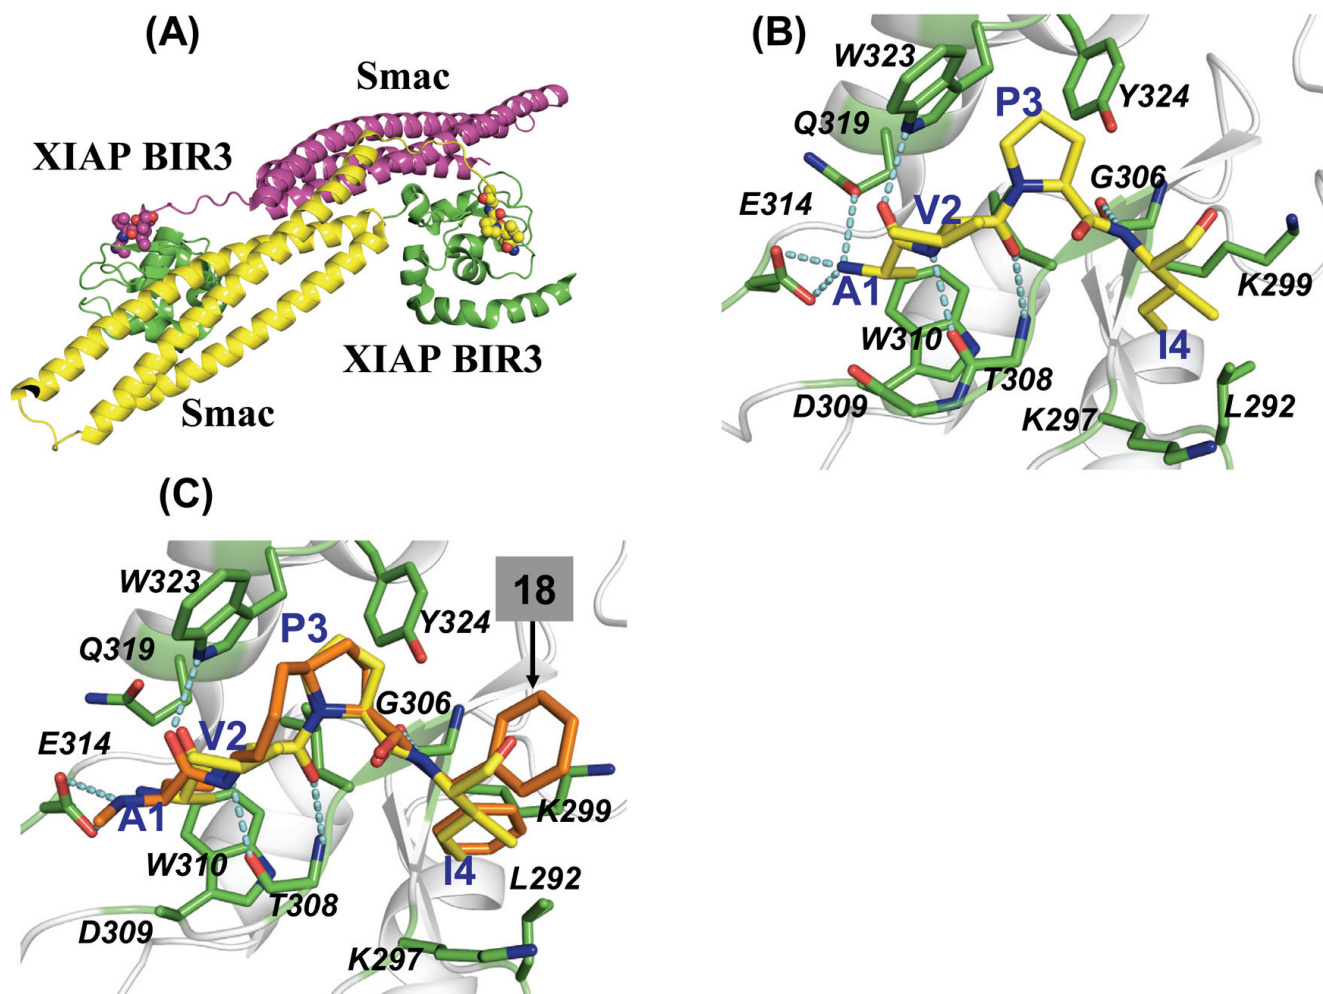 (A)
Smac
XIAP BIR3
XIAP BIR3
Smac
(B)
W323
P3
Y324
Q319
G306
E314
V2
A1
K299
W310
I4
T308
D309
K297
L292
(C)
W323
18
P3
Y324
Q319
G306
E314
V2
A1
K299
W310
I4
L292
T308
D309
K297